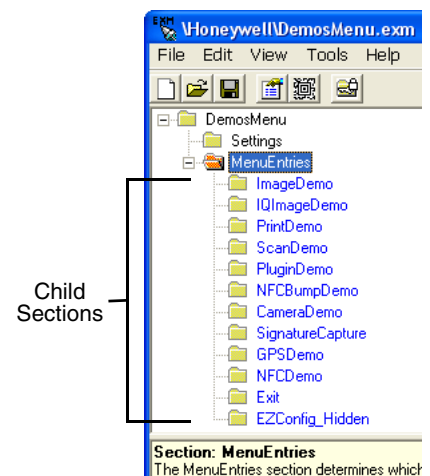 EXM
\Honeywell\DemosMenu.exm
File Edit View Tools Help
DemosMenu
Settings
MenuEntries
ImageDemo
IQImageDemo
PrintDemo
ScanDemo
PluginDemo
NFCBumpDemo
CameraDemo
SignatureCapture
GPSDemo
NFCDemo
Exit
EZConfig_Hidden
Child
Sections
Section: MenuEntries
The MenuEntries section determines which